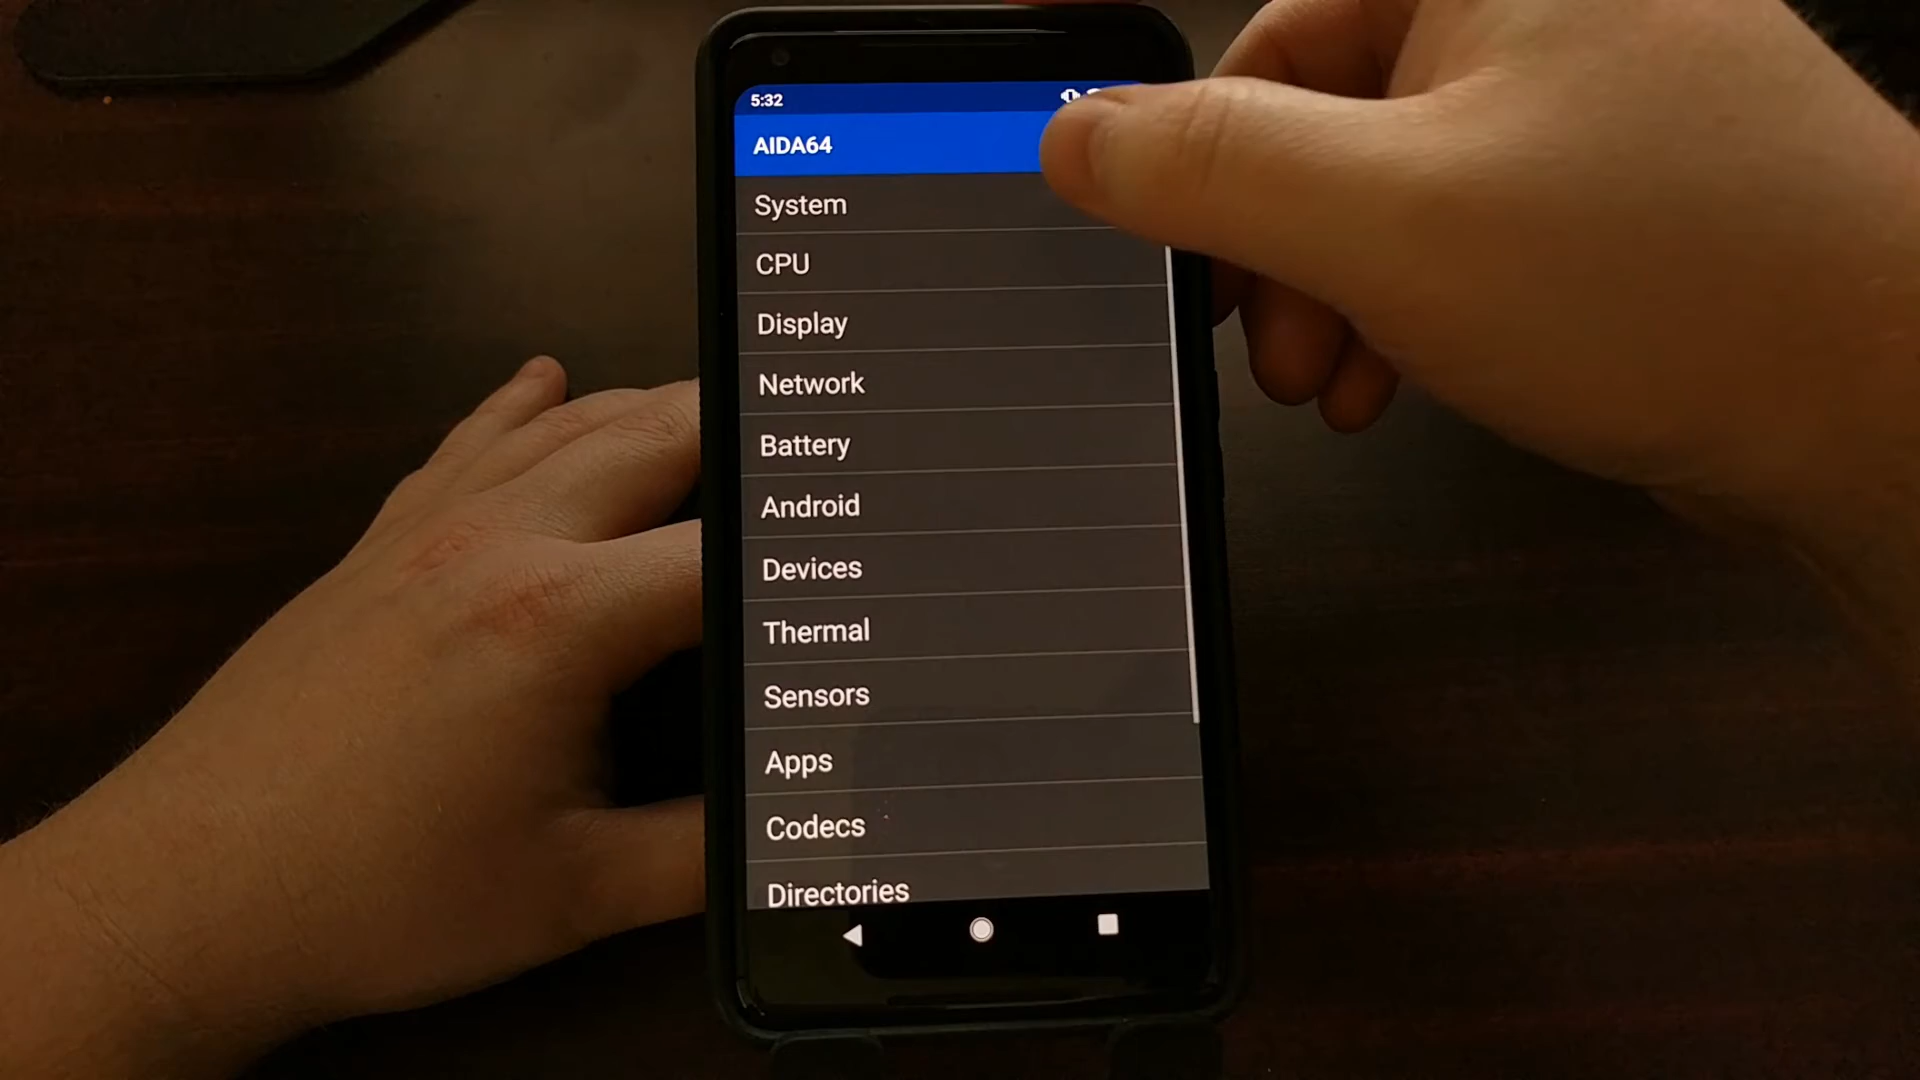 5:32
AIDA64
System
CPU
Display
Network
Battery
Android
Devices
Thermal
Sensors
Apps
Codecs
Directories